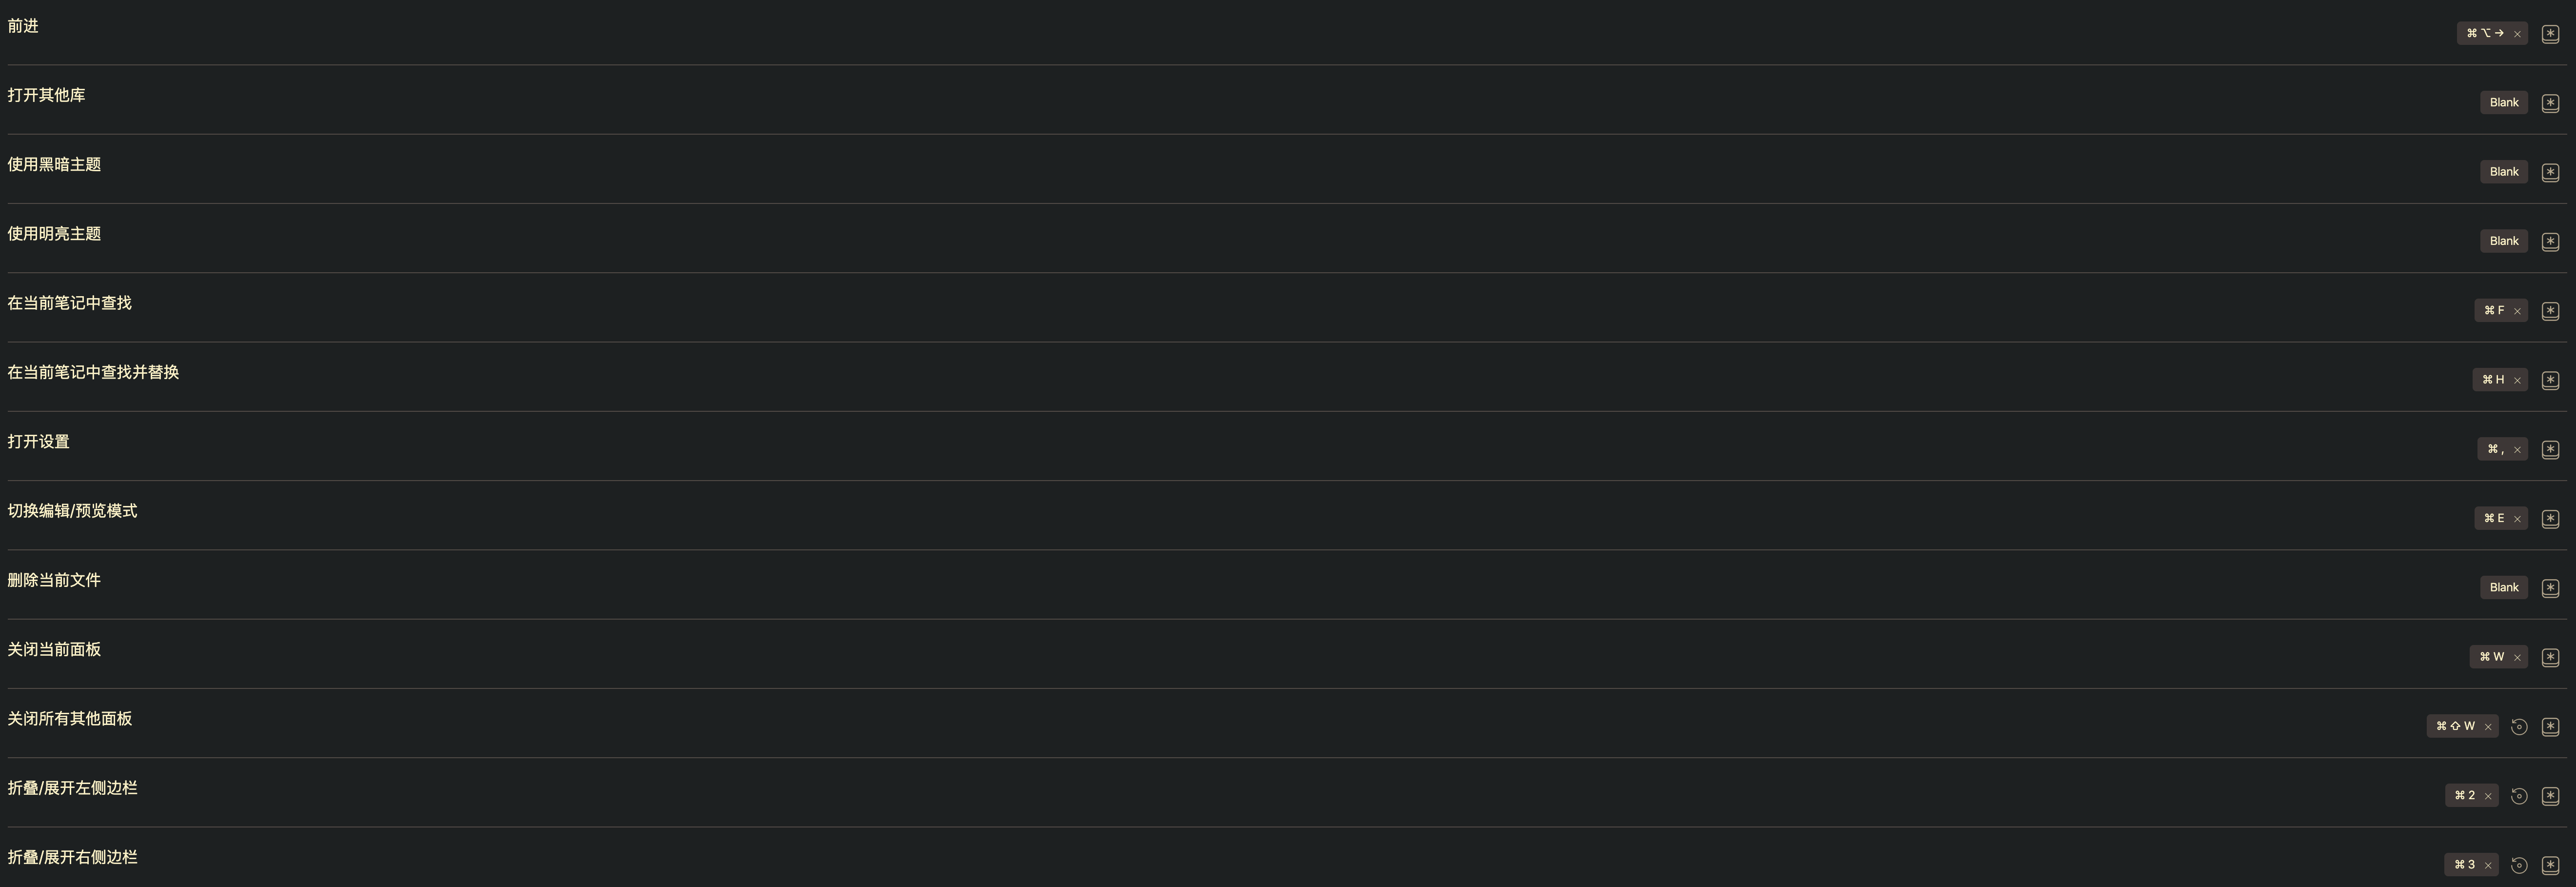 前进
⌘ ⌥ →
打开其他库
Blank
使用黑暗主题
Blank
使用明亮主题
Blank
在当前笔记中查找
⌘ F
在当前笔记中查找并替换
⌘ H
打开设置
⌘ ,
切换编辑/预览模式
⌘ E
删除当前文件
Blank
关闭当前面板
⌘ W
关闭所有其他面板
⌘ ⇧ W
折叠/展开左侧边栏
⌘ 2
折叠/展开右侧边栏
⌘ 3